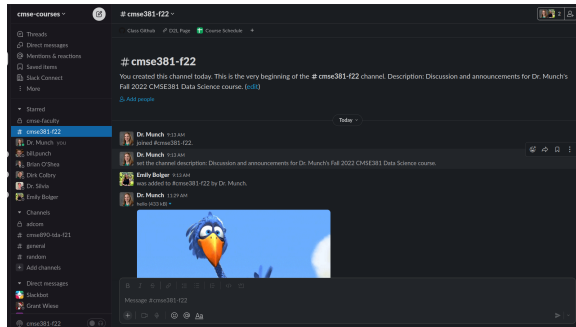 cmse-courses
# cmse381-f22
2
Class Github
D2L Page
Course Schedule
+
Threads
Direct messages
Mentions & reactions
Saved items
Slack Connect
More
Starred
cmse-faculty
# cmse381-f22
Dr. Munch you
bill.punch
Brian O'Shea
Dirk Colbry
Dr. Silvia
Emily Bolger
Channels
adcom
# cmse890-tda-f21
# general
# random
+ Add channels
Direct messages
Slackbot
Grant Wiese
cmse381-f22
# cmse381-f22
You created this channel today. This is the very beginning of the # cmse381-f22 channel. Description: Discussion and announcements for Dr. Munch's
Fall 2022 CMSE381 Data Science course. (edit)
Add people
Today
Dr. Munch 9:13 AM
joined #cmse381-f22.
Dr. Munch 9:13 AM
set the channel description: Discussion and announcements for Dr. Munch's Fall 2022 CMSE381 Data Science course.
Emily Bolger 9:13 AM
was added to #cmse381-f22 by Dr. Munch.
Dr. Munch 11:29 AM
hello (433 kB)
B I S
Message #cmse381-f22
+ @ Aa